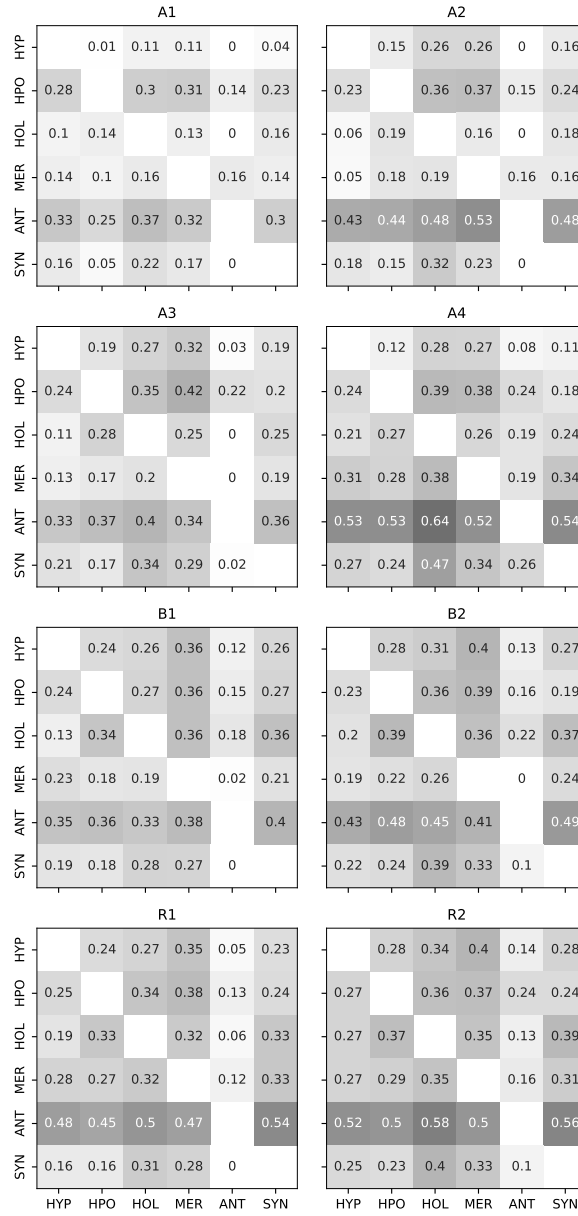 A1 A2
HYP 0.01 0.11 0.11 0 0.04 0.15 0.26 0.26 0 0.16
HPO 0.28 0.3 0.31 0.14 0.23 0.23 0.36 0.37 0.15 0.24
HOL 0.1 0.14 0.13 0 0.16 0.06 0.19 0.16 0 0.18
MER 0.14 0.1 0.16 0.16 0.14 0.05 0.18 0.19 0.16 0.16
ANT 0.33 0.25 0.37 0.32 0.3 0.43 0.44 0.48 0.53 0.48
SYN 0.16 0.05 0.22 0.17 0 0.18 0.15 0.32 0.23 0
A3 A4
HYP 0.19 0.27 0.32 0.03 0.19 0.12 0.28 0.27 0.08 0.11
HPO 0.24 0.35 0.42 0.22 0.2 0.24 0.39 0.38 0.24 0.18
HOL 0.11 0.28 0.25 0 0.25 0.21 0.27 0.26 0.19 0.24
MER 0.13 0.17 0.2 0 0.19 0.31 0.28 0.38 0.19 0.34
ANT 0.33 0.37 0.4 0.34 0.36 0.53 0.53 0.64 0.52 0.54
SYN 0.21 0.17 0.34 0.29 0.02 0.27 0.24 0.47 0.34 0.26
B1 B2
HYP 0.24 0.26 0.36 0.12 0.26 0.28 0.31 0.4 0.13 0.27
HPO 0.24 0.27 0.36 0.15 0.27 0.23 0.36 0.39 0.16 0.19
HOL 0.13 0.34 0.36 0.18 0.36 0.2 0.39 0.36 0.22 0.37
MER 0.23 0.18 0.19 0.02 0.21 0.19 0.22 0.26 0 0.24
ANT 0.35 0.36 0.33 0.38 0.4 0.43 0.48 0.45 0.41 0.49
SYN 0.19 0.18 0.28 0.27 0 0.22 0.24 0.39 0.33 0.1
R1 R2
HYP 0.24 0.27 0.35 0.05 0.23 0.28 0.34 0.4 0.14 0.28
HPO 0.25 0.34 0.38 0.13 0.24 0.27 0.36 0.37 0.24 0.24
HOL 0.19 0.33 0.32 0.06 0.33 0.27 0.37 0.35 0.13 0.39
MER 0.28 0.27 0.32 0.12 0.33 0.27 0.29 0.35 0.16 0.31
ANT 0.48 0.45 0.5 0.47 0.54 0.52 0.5 0.58 0.5 0.56
SYN 0.16 0.16 0.31 0.28 0 0.25 0.23 0.4 0.33 0.1
HYP HPO HOL MER ANT SYN HYP HPO HOL MER ANT SYN